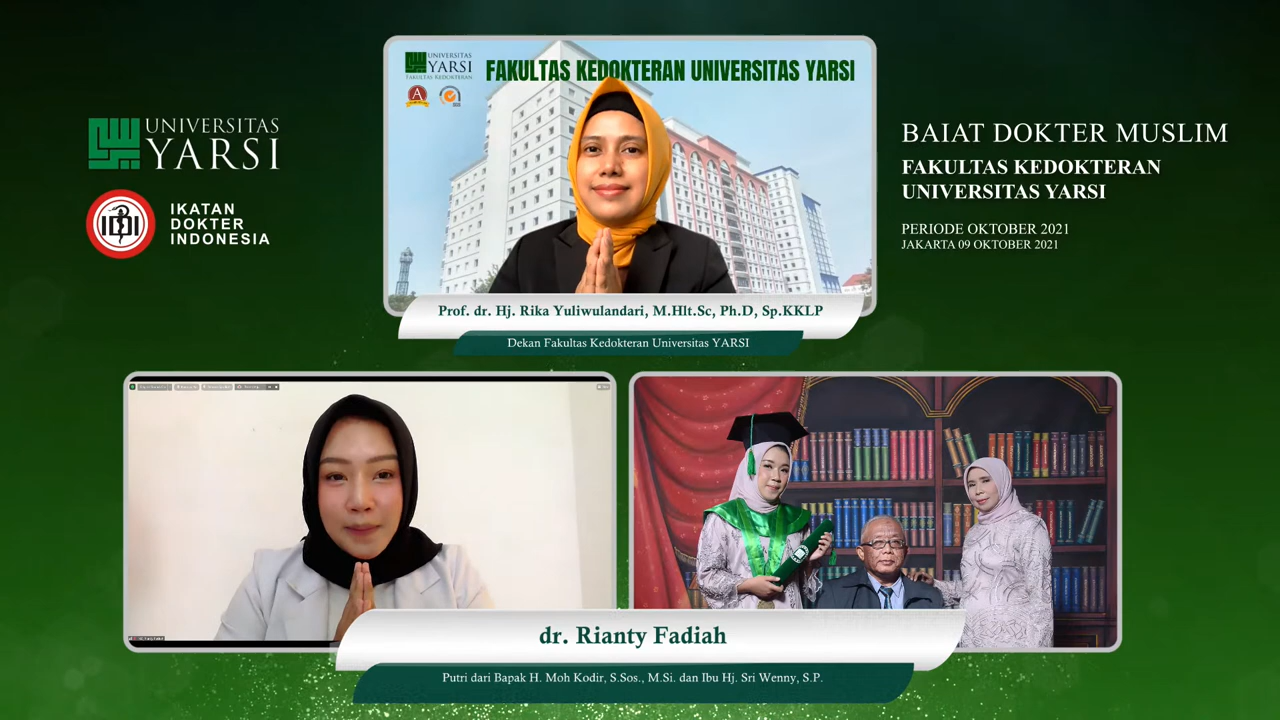 UNIVERSITAS
YARSI
IKATAN
DOKTER
INDONESIA
UNIVERSITAS
YARSI
FAKULTAS KEDOKTERAN
FAKULTAS KEDOKTERAN UNIVERSITAS YARSI
A
Prof. dr. Hj. Rika Yuliwulandari, M.Hlt.Sc, Ph.D, Sp.KKLP
Dekan Fakultas Kedokteran Universitas YARSI
BAIAT DOKTER MUSLIM
FAKULTAS KEDOKTERAN
UNIVERSITAS YARSI
PERIODE OKTOBER 2021
JAKARTA 09 OKTOBER 2021
dr. Rianty Fadiah
Putri dari Bapak H. Moh Kodir, S.Sos., M.Si. dan Ibu Hj. Sri Wenny, S.P.